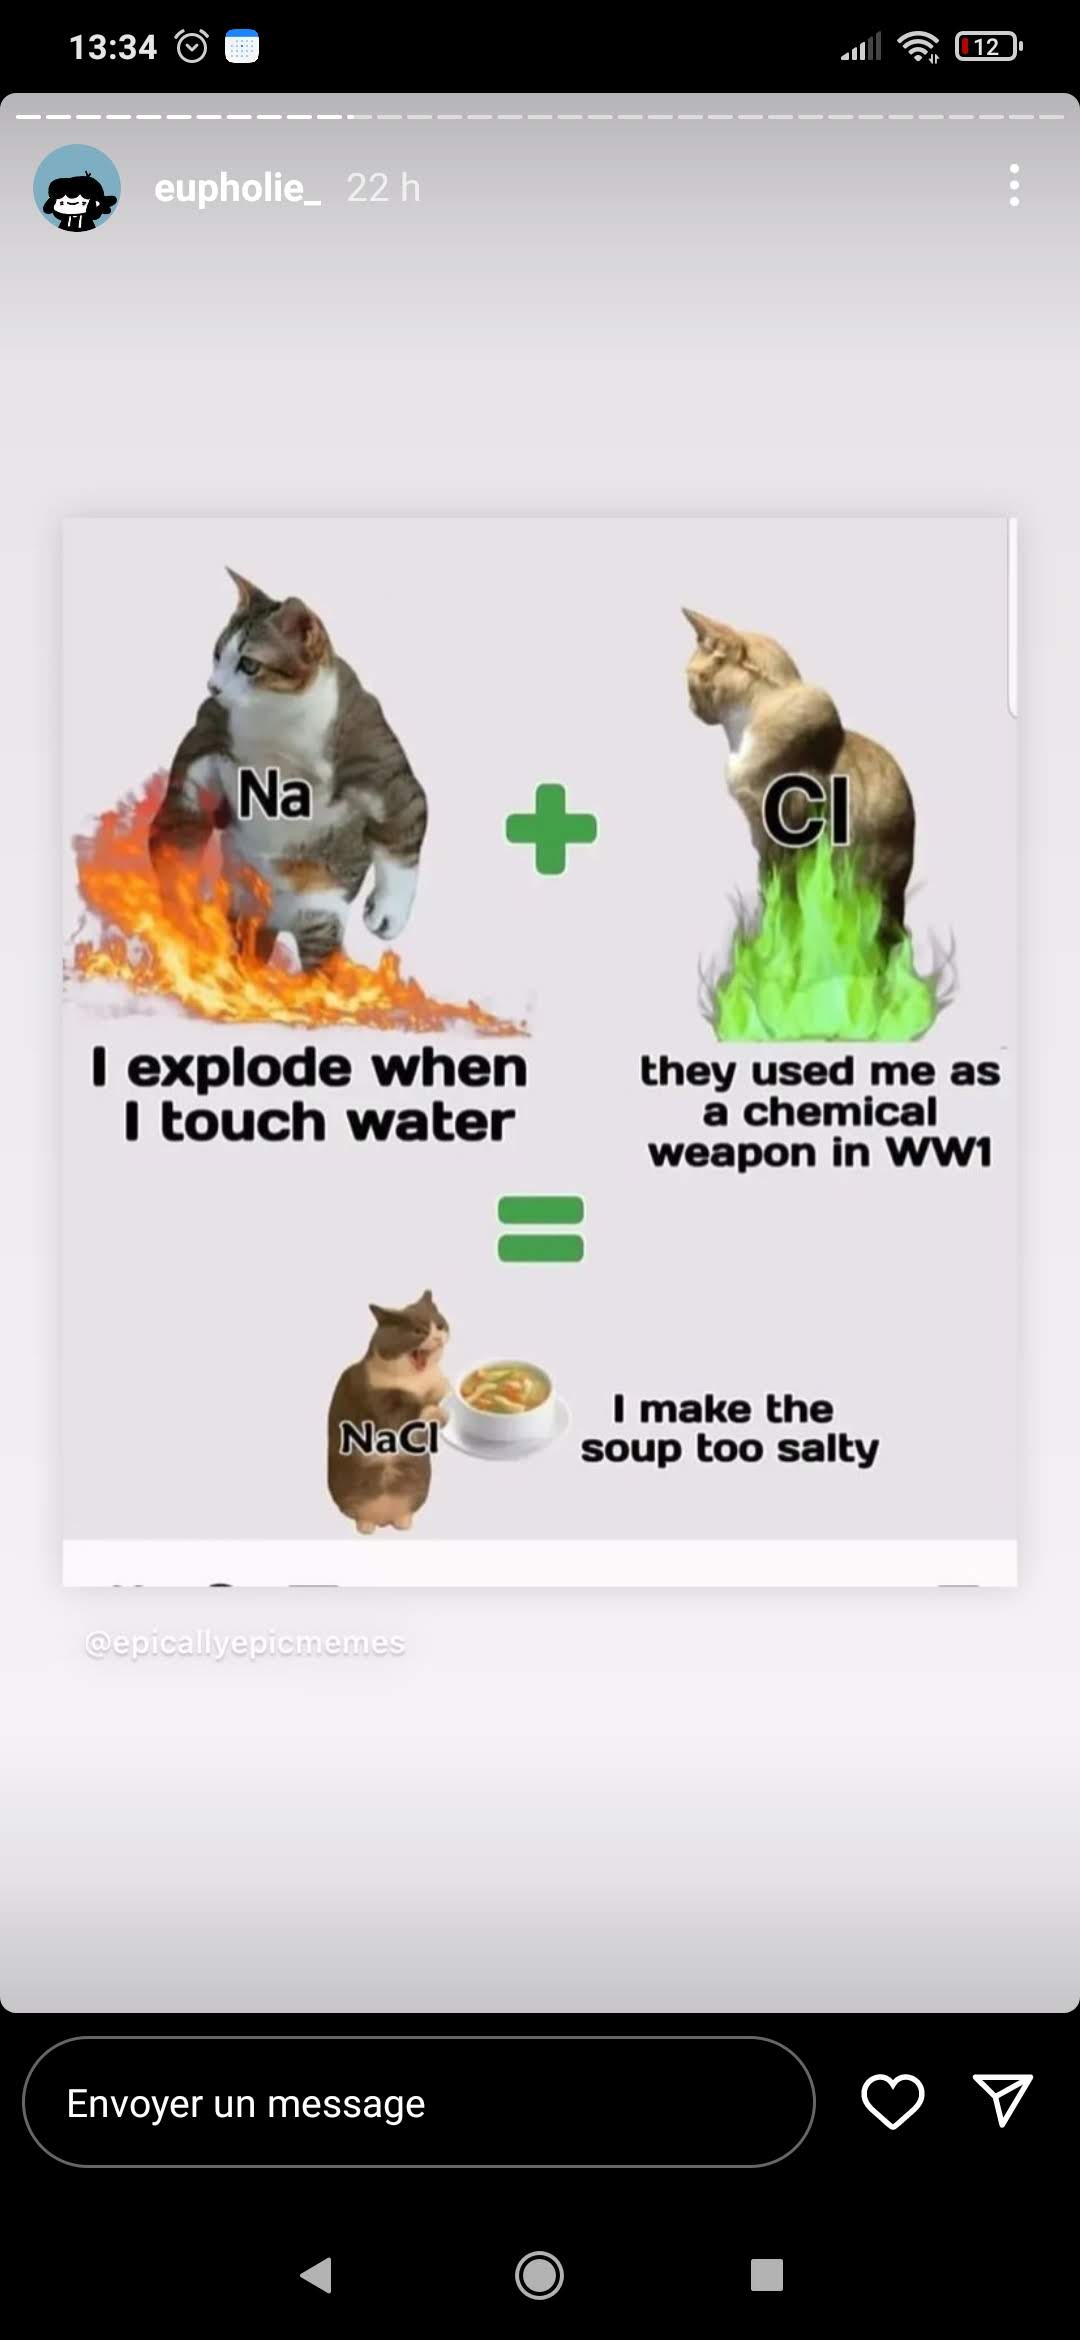 13:34
12
eupholie_ 22 h
Na
Cl
I explode when
I touch water
they used me as
a chemical
weapon in WW1
NaCl
I make the
soup too salty
@epicallyepicmemes
Envoyer un message